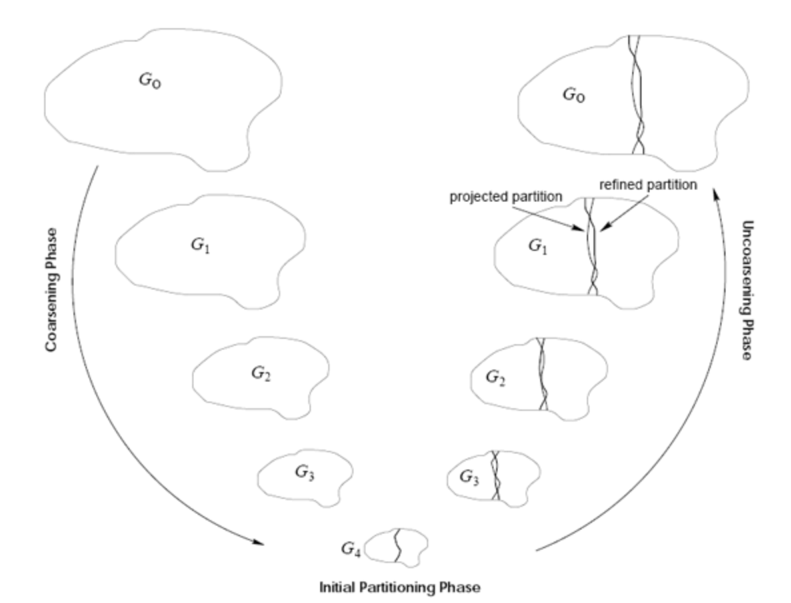 G0
G0
projected partition
refined partition
G1
G1
Coarsening Phase
Uncoarsening Phase
G2
G2
G3
G3
G4
Initial Partitioning Phase